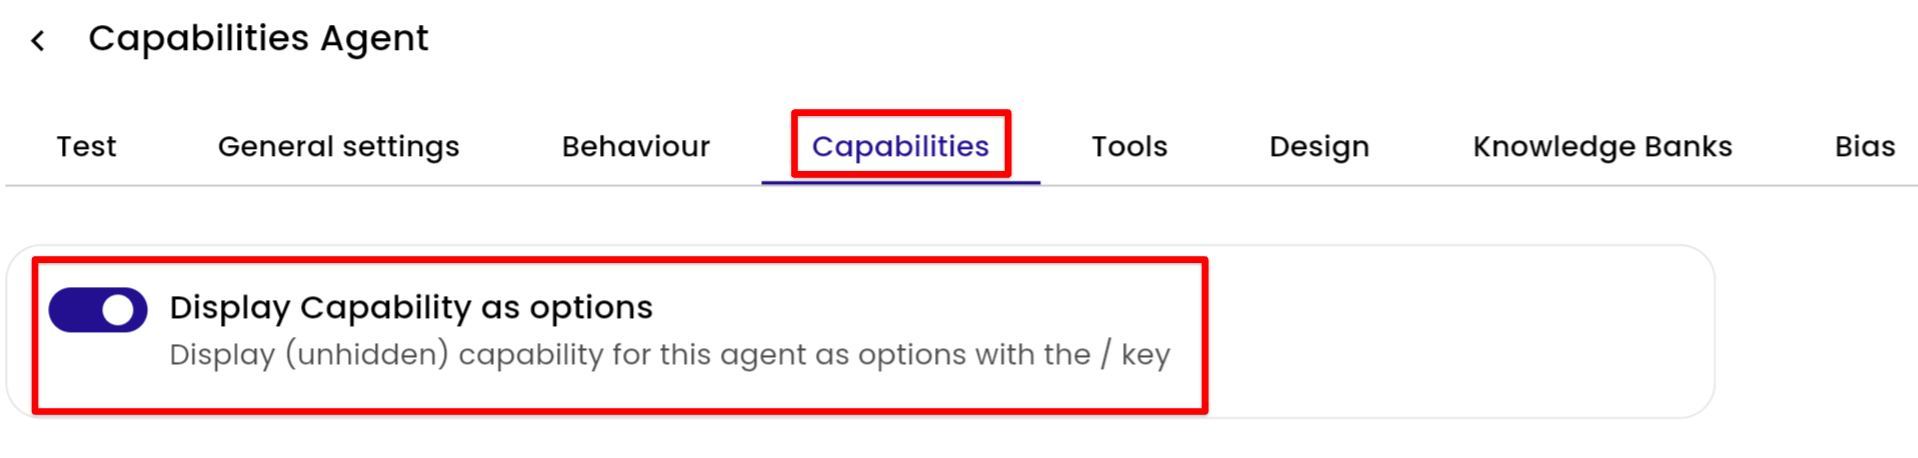 Capabilities Agent
Test General settings Behaviour Capabilities Tools Design Knowledge Banks Bias
Display Capability as options
Display (unhidden) capability for this agent as options with the / key